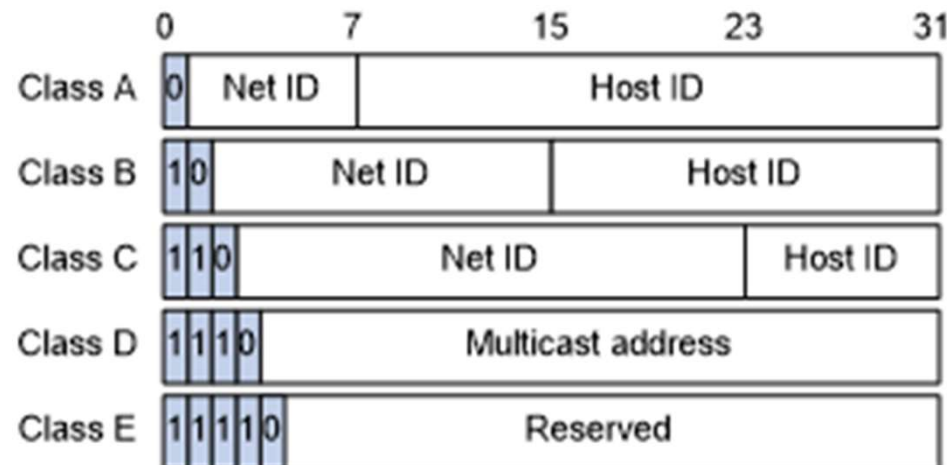 0 7 15 23 31
Class A 0 Net ID Host ID
Class B 1 0 Net ID Host ID
Class C 1 1 0 Net ID Host ID
Class D 1 1 1 0 Multicast address
Class E 1 1 1 1 0 Reserved